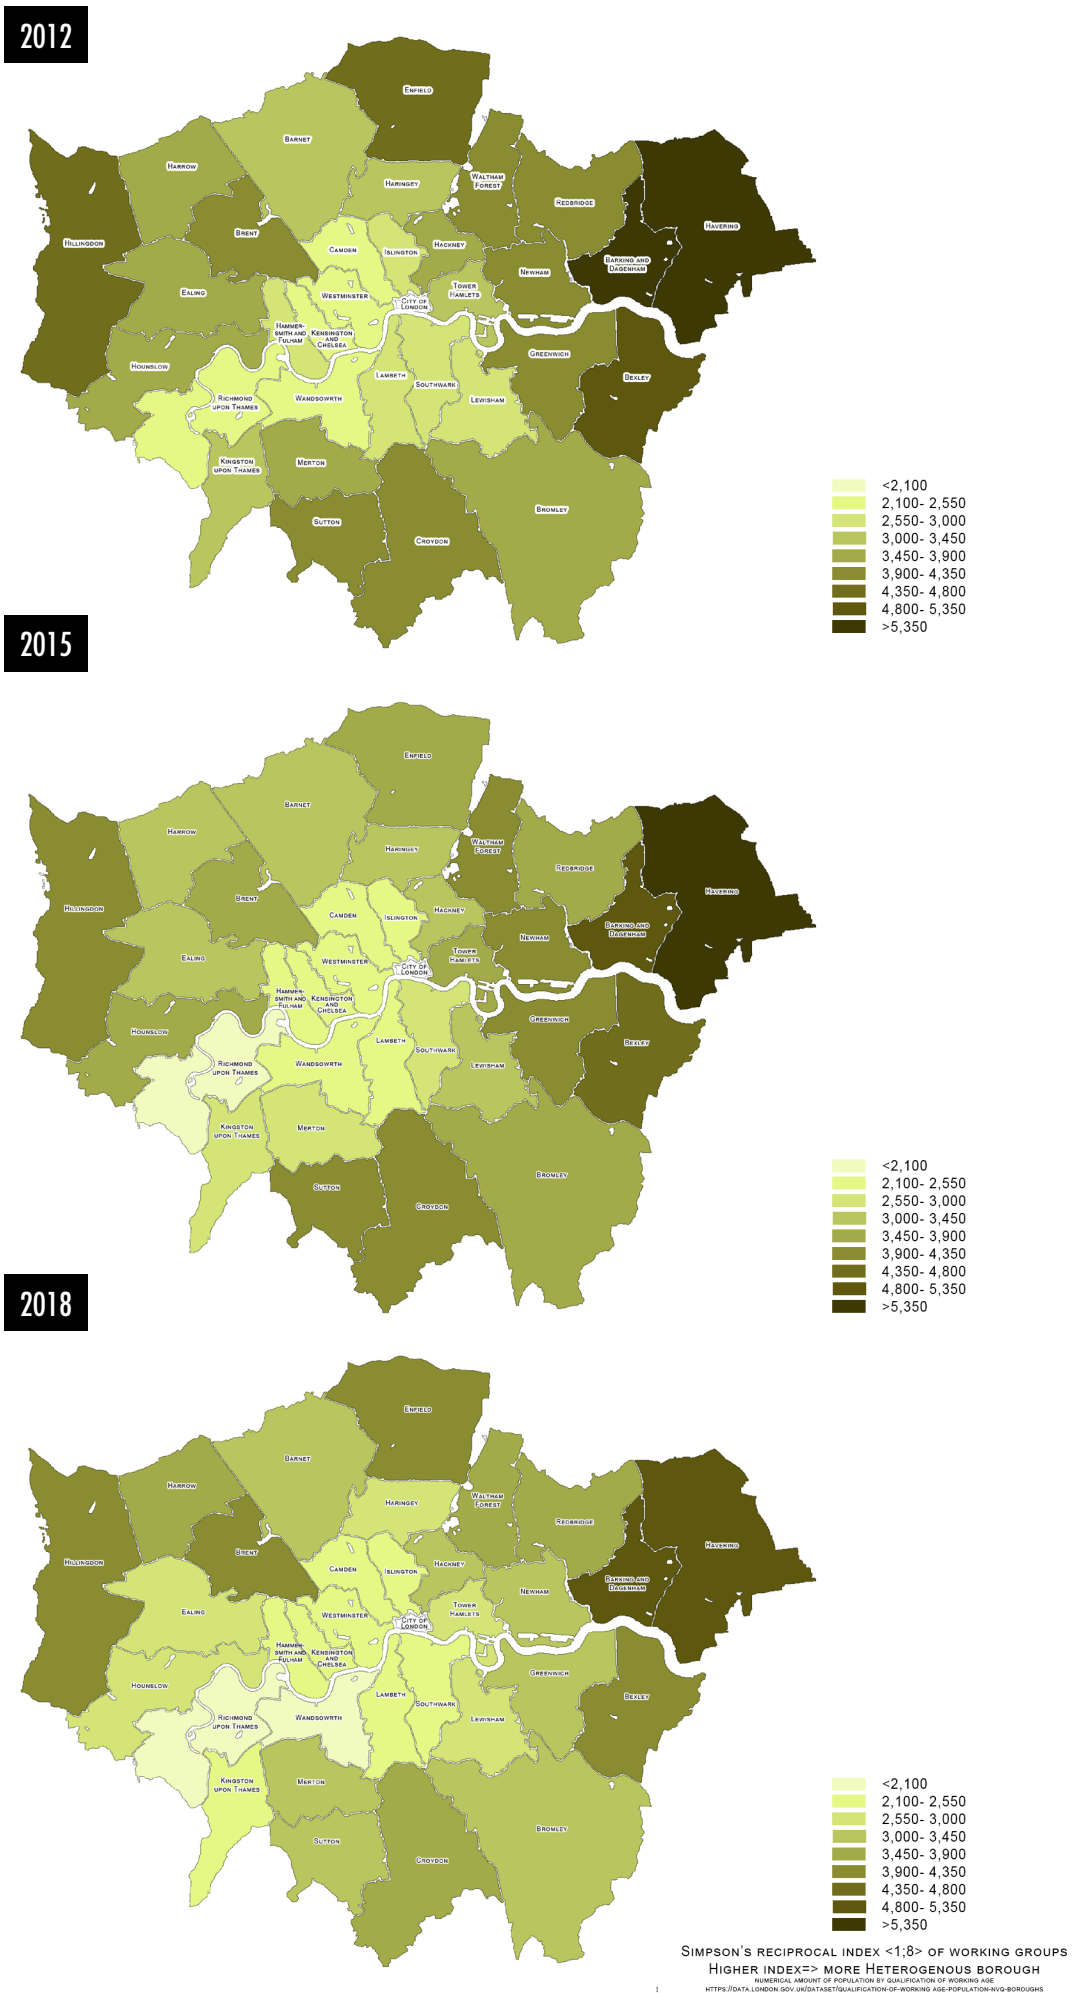 2012
ENFIELD
BARNET
HARROW
HARINGEY
WALTHAM
FOREST
REDBRIDGE
HAVERING
BRENT
HILLINGDON
CAMDEN
ISLINGTON
HACKNEY
BARKING AND
DAGENHAM
NEWHAM
EALING
WESTMINSTER
TOWER
HAMLETS
CITY OF
LONDON
HAMMER-
SMITH AND
FULHAM
KENSINGTON
AND
CHELSEA
GREENWICH
HOUNSLOW
LAMBETH
SOUTHWARK
BEXLEY
RICHMOND
UPON THAMES
WANDSOWRTH
LEWISHAM
KINGSTON
UPON THAMES
MERTON
BROMLEY
SUTTON
CROYDON
<2,100
2,100- 2,550
2,550- 3,000
3,000- 3,450
3,450- 3,900
3,900- 4,350
4,350- 4,800
4,800- 5,350
>5,350
2015
ENFIELD
BARNET
HARROW
HARINGEY
WALTHAM
FOREST
REDBRIDGE
HAVERING
BRENT
HILLINGDON
CAMDEN
ISLINGTON
HACKNEY
BARKING AND
DAGENHAM
NEWHAM
EALING
WESTMINSTER
TOWER
HAMLETS
CITY OF
LONDON
HAMMER-
SMITH AND
FULHAM
KENSINGTON
AND
CHELSEA
GREENWICH
HOUNSLOW
LAMBETH
SOUTHWARK
BEXLEY
RICHMOND
UPON THAMES
WANDSOWRTH
LEWISHAM
KINGSTON
UPON THAMES
MERTON
BROMLEY
SUTTON
CROYDON
<2,100
2,100- 2,550
2,550- 3,000
3,000- 3,450
3,450- 3,900
3,900- 4,350
4,350- 4,800
4,800- 5,350
>5,350
2018
ENFIELD
BARNET
HARROW
HARINGEY
WALTHAM
FOREST
REDBRIDGE
HAVERING
BRENT
HILLINGDON
CAMDEN
ISLINGTON
HACKNEY
BARKING AND
DAGENHAM
NEWHAM
EALING
WESTMINSTER
TOWER
HAMLETS
CITY OF
LONDON
HAMMER-
SMITH AND
FULHAM
KENSINGTON
AND
CHELSEA
GREENWICH
HOUNSLOW
LAMBETH
SOUTHWARK
BEXLEY
RICHMOND
UPON THAMES
WANDSOWRTH
LEWISHAM
KINGSTON
UPON THAMES
MERTON
BROMLEY
SUTTON
CROYDON
<2,100
2,100- 2,550
2,550- 3,000
3,000- 3,450
3,450- 3,900
3,900- 4,350
4,350- 4,800
4,800- 5,350
>5,350
SIMPSON'S RECIPROCAL INDEX <1;8> OF WORKING GROUPS
HIGHER INDEX=> MORE HETEROGENOUS BOROUGH
NUMERICAL AMOUNT OF POPULATION BY QUALIFICATION OF WORKING AGE
HTTPS://DATA.LONDON.GOV.UK/DATASET/QUALIFICATION-OF-WORKING AGE-POPULATION-NVQ-BOROUGHS